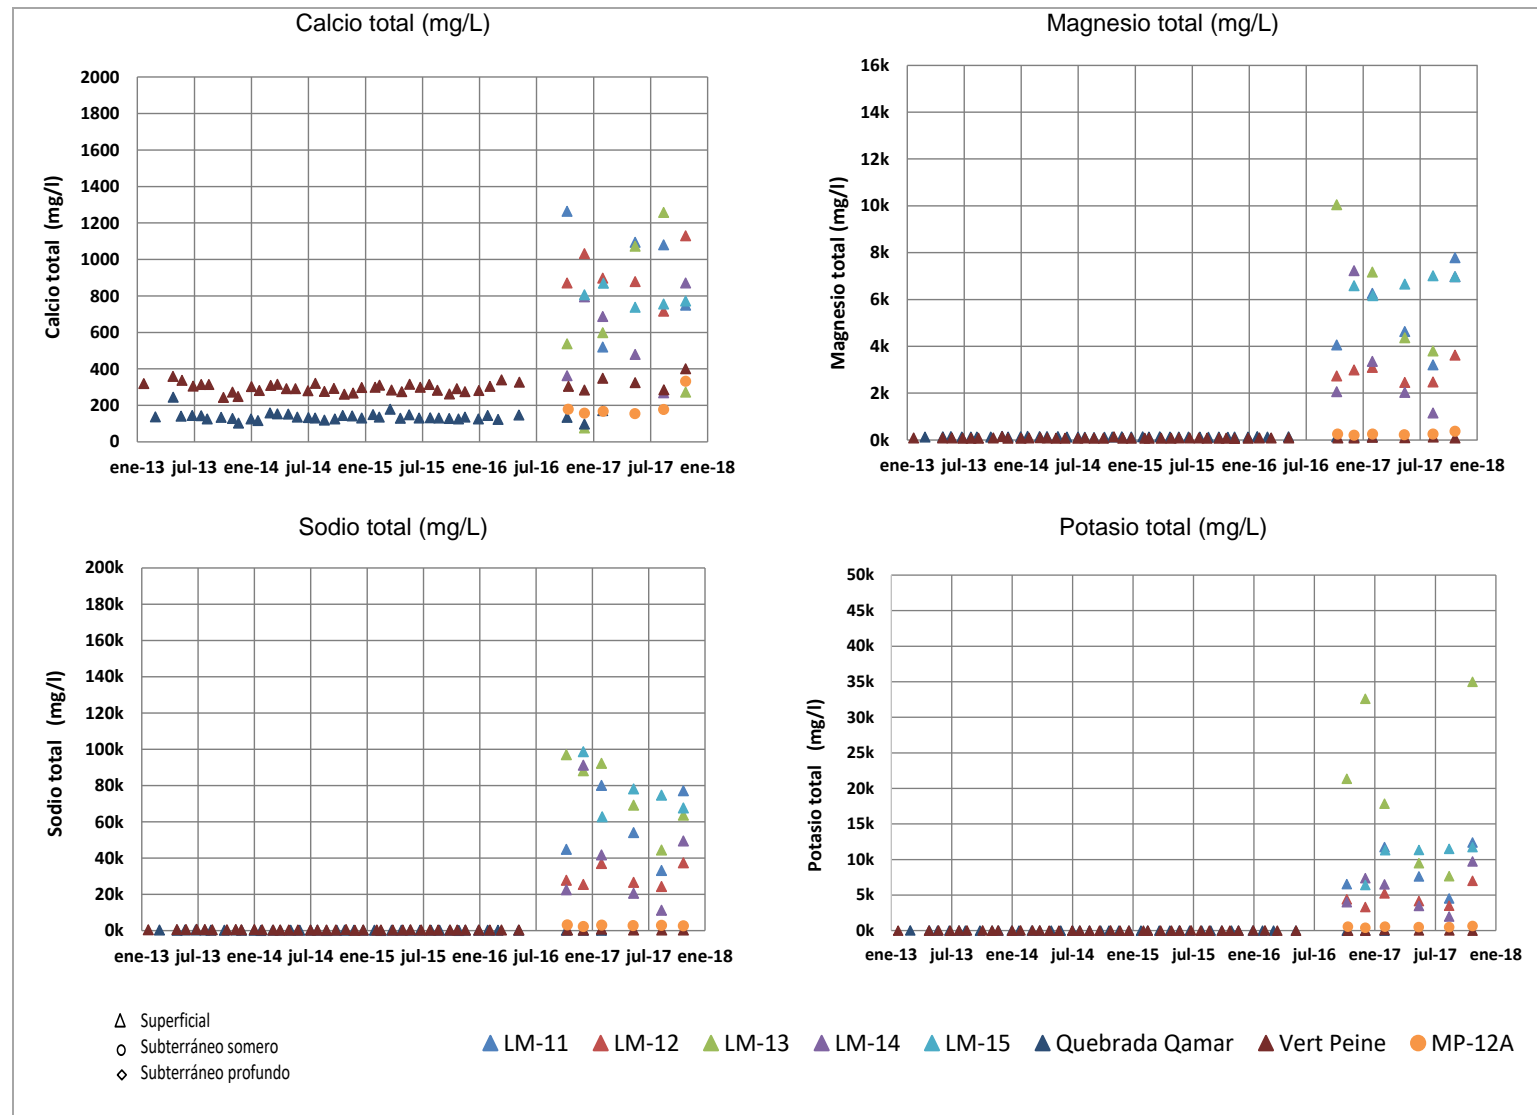 Calcio total (mg/L)
2000
1800
1600
1400
1200
1000
800
600
400
200
0
Calcio total (mg/l)
ene-13 jul-13 ene-14 jul-14 ene-15 jul-15 ene-16 jul-16 ene-17 jul-17 ene-18
Magnesio total (mg/L)
16k
14k
12k
10k
8k
6k
4k
2k
0k
Magnesio total (mg/l)
ene-13 jul-13 ene-14 jul-14 ene-15 jul-15 ene-16 jul-16 ene-17 jul-17 ene-18
Sodio total (mg/L)
200k
180k
160k
140k
120k
100k
80k
60k
40k
20k
0k
Sodio total (mg/l)
ene-13 jul-13 ene-14 jul-14 ene-15 jul-15 ene-16 jul-16 ene-17 jul-17 ene-18
Potasio total (mg/L)
50k
45k
40k
35k
30k
25k
20k
15k
10k
5k
0k
Potasio total (mg/l)
ene-13 jul-13 ene-14 jul-14 ene-15 jul-15 ene-16 jul-16 ene-17 jul-17 ene-18
Superficial
Subterráneo somero
Subterráneo profundo
LM-11 LM-12 LM-13 LM-14 LM-15 Quebrada Qamar Vert Peine MP-12A